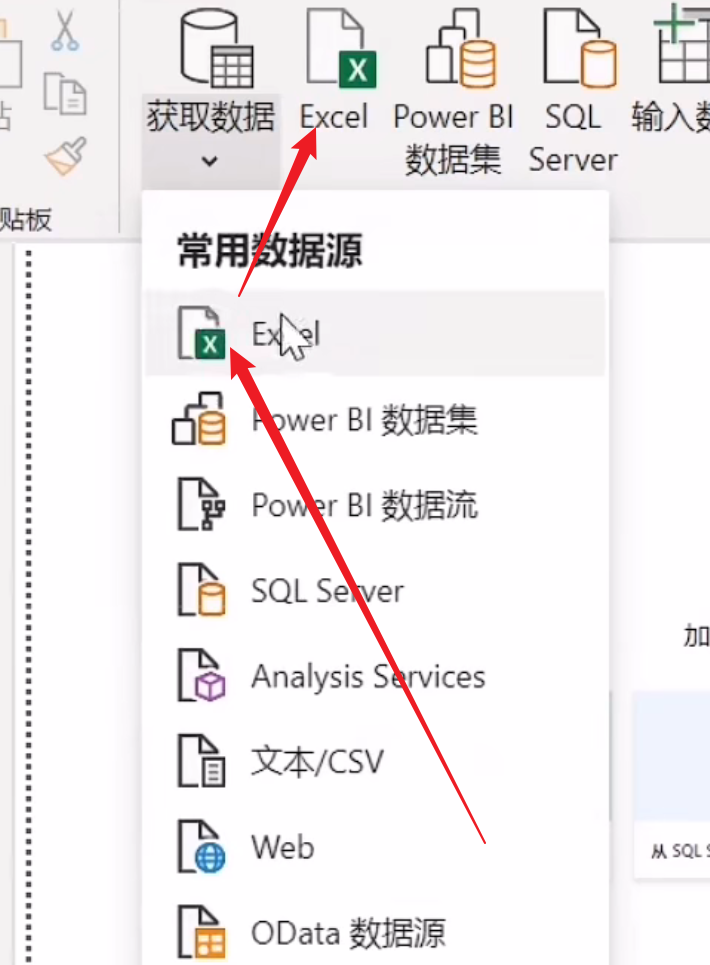 获取数据
Excel
Power BI
数据集
SQL
Server
输入
贴板
常用数据源
Excel
Power BI 数据集
Power BI 数据流
SQL Server
Analysis Services
文本/CSV
Web
OData 数据源
加
从 SQL